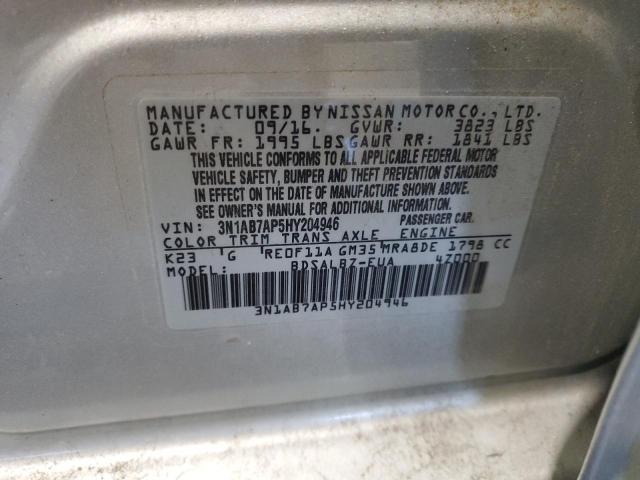 MANUFACTURED BY NISSAN MOTOR CO., LTD.
DATE: 09/16. GVWR: 3823 LBS
GAWR FR: 1995 LBS GAWR RR: 1841 LBS
THIS VEHICLE CONFORMS TO ALL APPLICABLE FEDERAL MOTOR
VEHICLE SAFETY, BUMPER AND THEFT PREVENTION STANDARDS
IN EFFECT ON THE DATE OF MANUFACTURE SHOWN ABOVE.
SEE OWNER'S MANUAL FOR ADDITIONAL INFORMATION.
VIN: 3N1AB7AP5HY204946 PASSENGER CAR.
COLOR TRIM TRANS AXLE ENGINE
K23 G RE0F11A GM35 MRA8DE 1798 CC
MODEL: BDSALBZ-EUA 47000
3N1AB7AP5HY204946